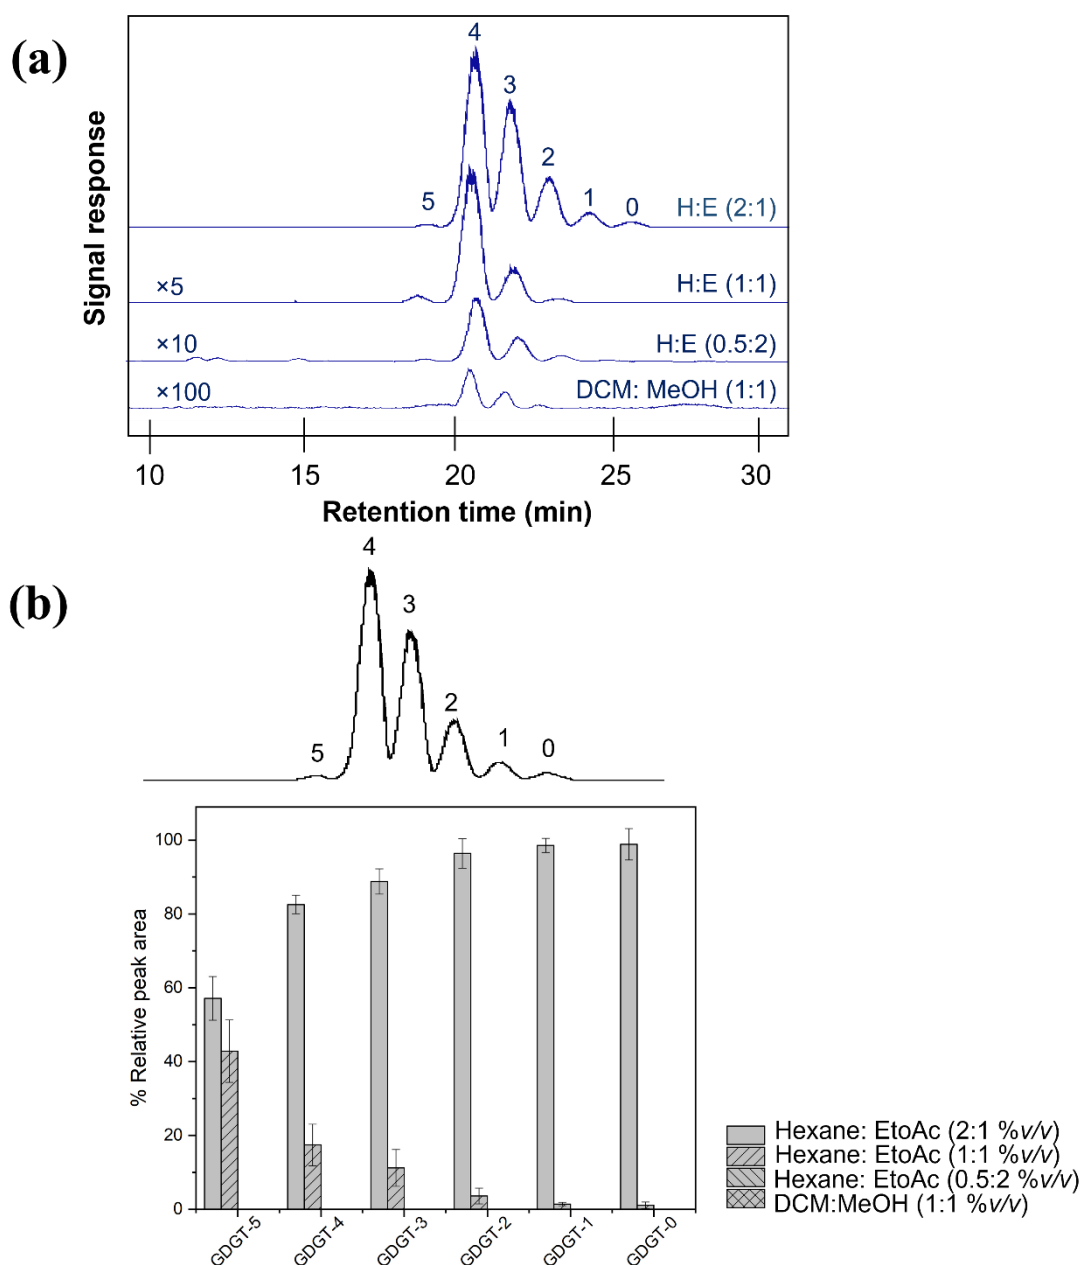 (a)
Signal response
4
3
2
5
1
0
H:E (2:1)
×5
H:E (1:1)
×10
H:E (0.5:2)
×100
DCM: MeOH (1:1)
10 15 20 25 30
Retention time (min)
(b)
4
3
2
5
1
0
% Relative peak area
100
80
60
40
20
0
GDGT-5 GDGT-4 GDGT-3 GDGT-2 GDGT-1 GDGT-0
Hexane: EtoAc (2:1 %v/v)
Hexane: EtoAc (1:1 %v/v)
Hexane: EtoAc (0.5:2 %v/v)
DCM:MeOH (1:1 %v/v)